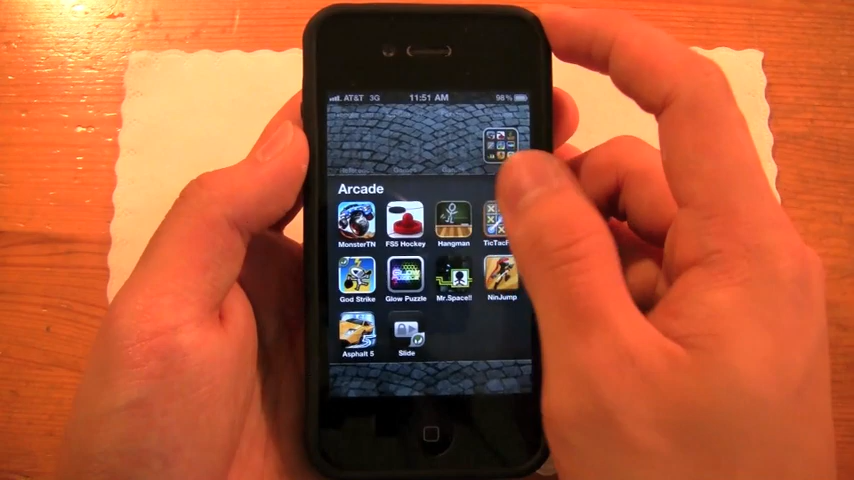 AT&T 3G 11:51 AM 98%
Arcade
MonsterTN FS5 Hockey Hangman
God Strike Glow Puzzle Mr.Space!! NinJump
Asphalt 5 Slide